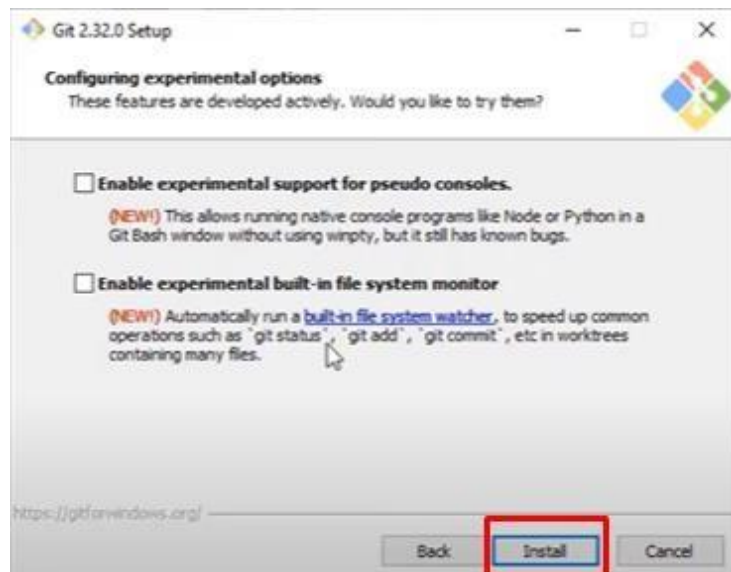 Git 2.32.0 Setup
Configuring experimental options
These features are developed actively. Would you like to try them?
Enable experimental support for pseudo consoles.
(NEW!) This allows running native console programs like Node or Python in a
Git Bash window without using winpty, but it still has known bugs.
Enable experimental built-in file system monitor
(NEW!) Automatically run a built-in file system watcher, to speed up common
operations such as `git status`, `git add`, `git commit`, etc in worktrees
containing many files.
https://gitforwindows.org/
Back Install Cancel